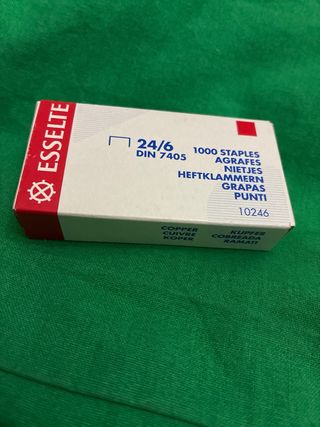 ESSELTE
24/6
DIN 7405
1000 STAPLES
AGRAFES
NIETJES
HEFTKLAMMERN
GRAPAS
PUNTI
10246
COPPER
CUIVRE
KOPER
KUPFER
COBREADA
RAMATI